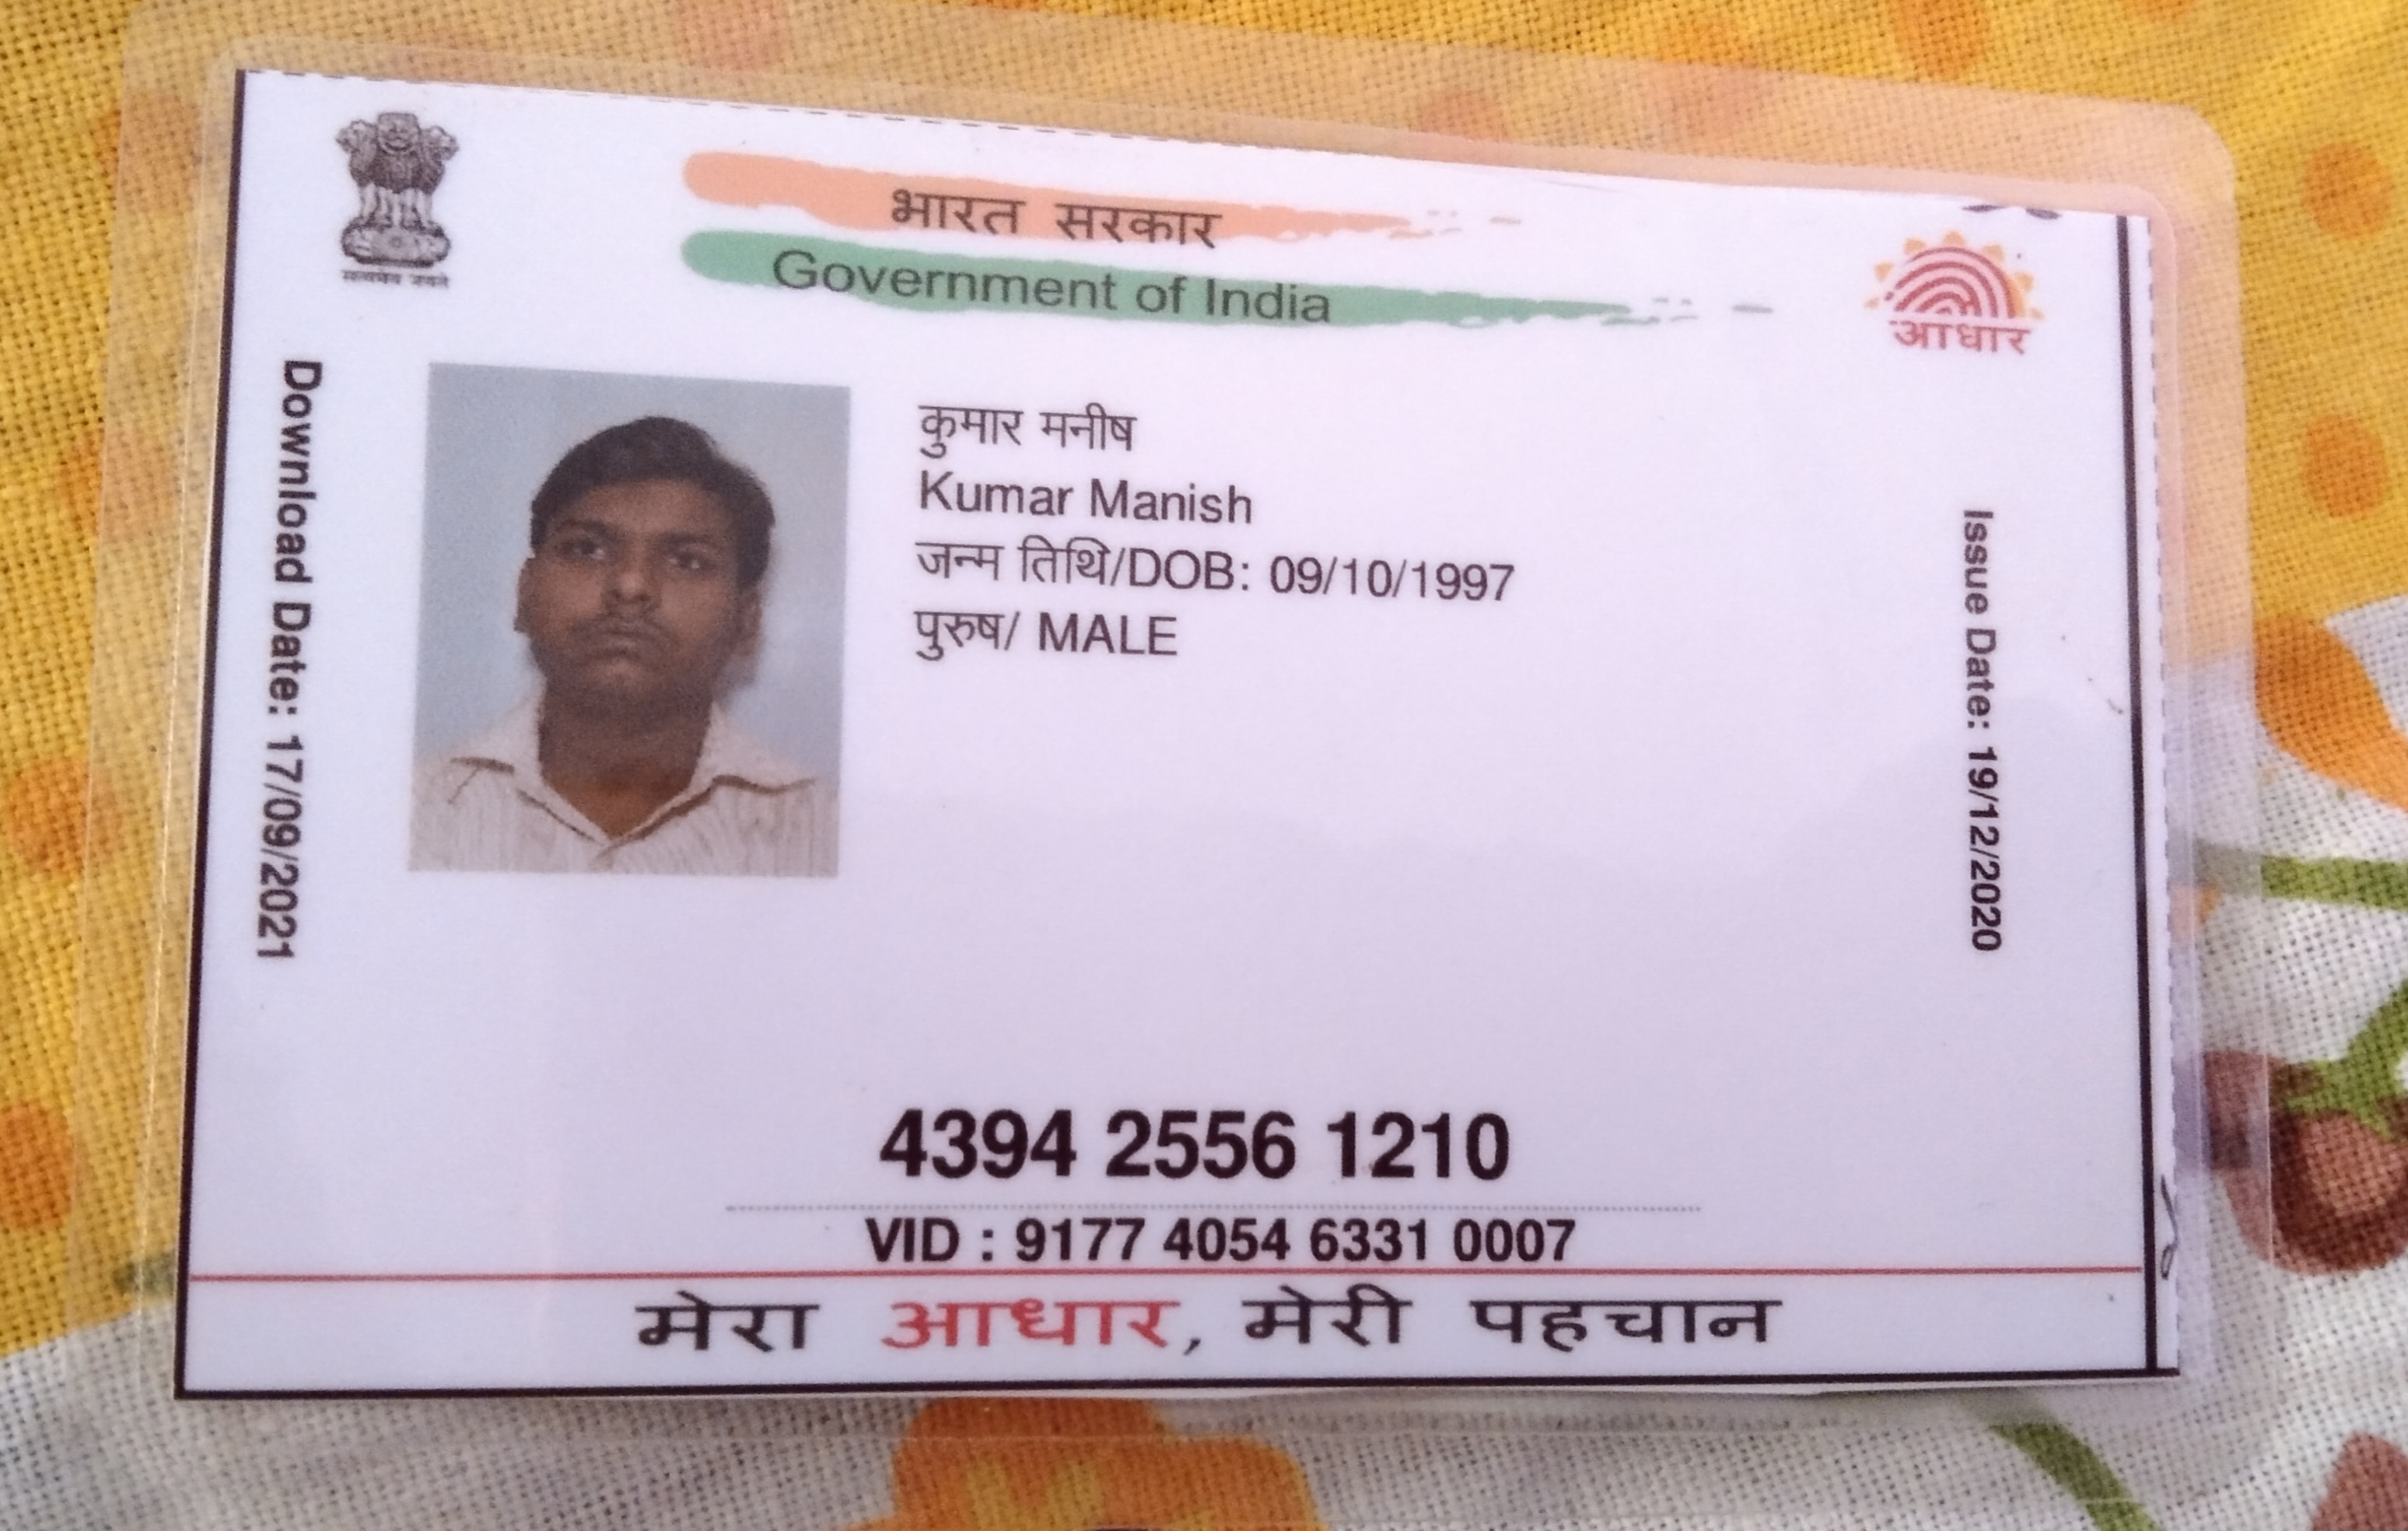 भारत सरकार
Government of India
सत्यमेव जयते
आधार
Download Date: 17/09/2021
कुमार मनीष
Kumar Manish
जन्म तिथि/DOB: 09/10/1997
पुरुष/ MALE
Issue Date: 19/12/2020
4394 2556 1210
VID : 9177 4054 6331 0007
मेरा आधार, मेरी पहचान